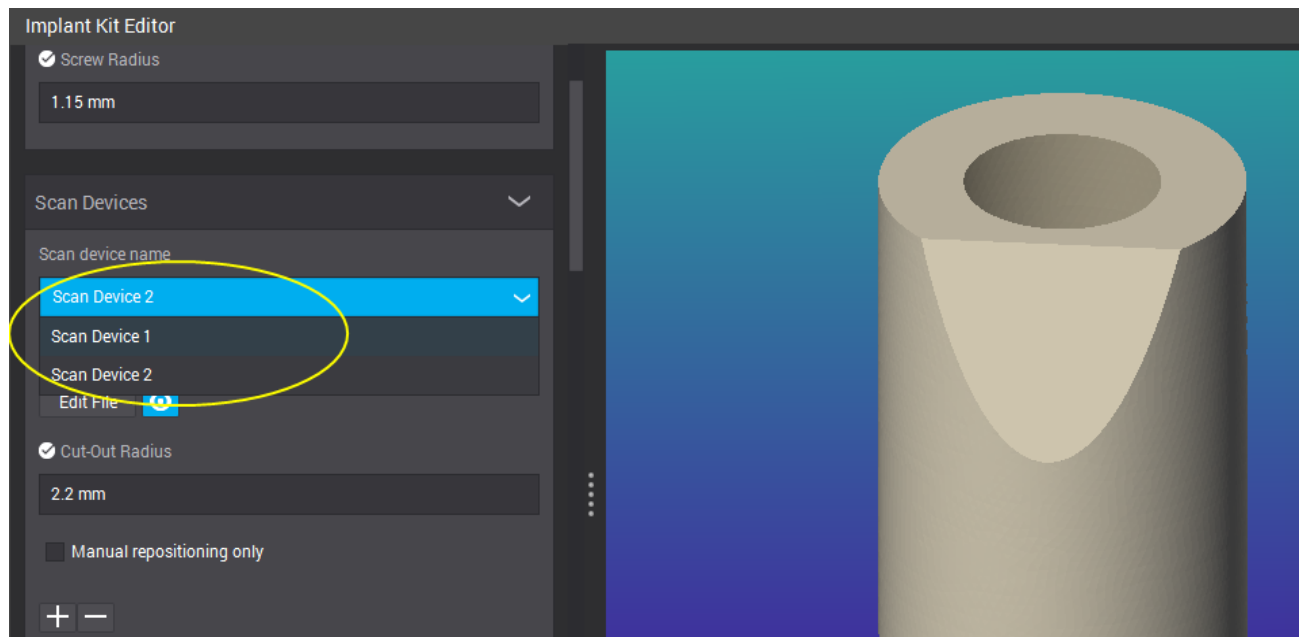 Implant Kit Editor
Screw Radius
1.15 mm
Scan Devices
Scan device name
Scan Device 2
Scan Device 1
Scan Device 2
Edit File
Cut-Out Radius
2.2 mm
Manual repositioning only